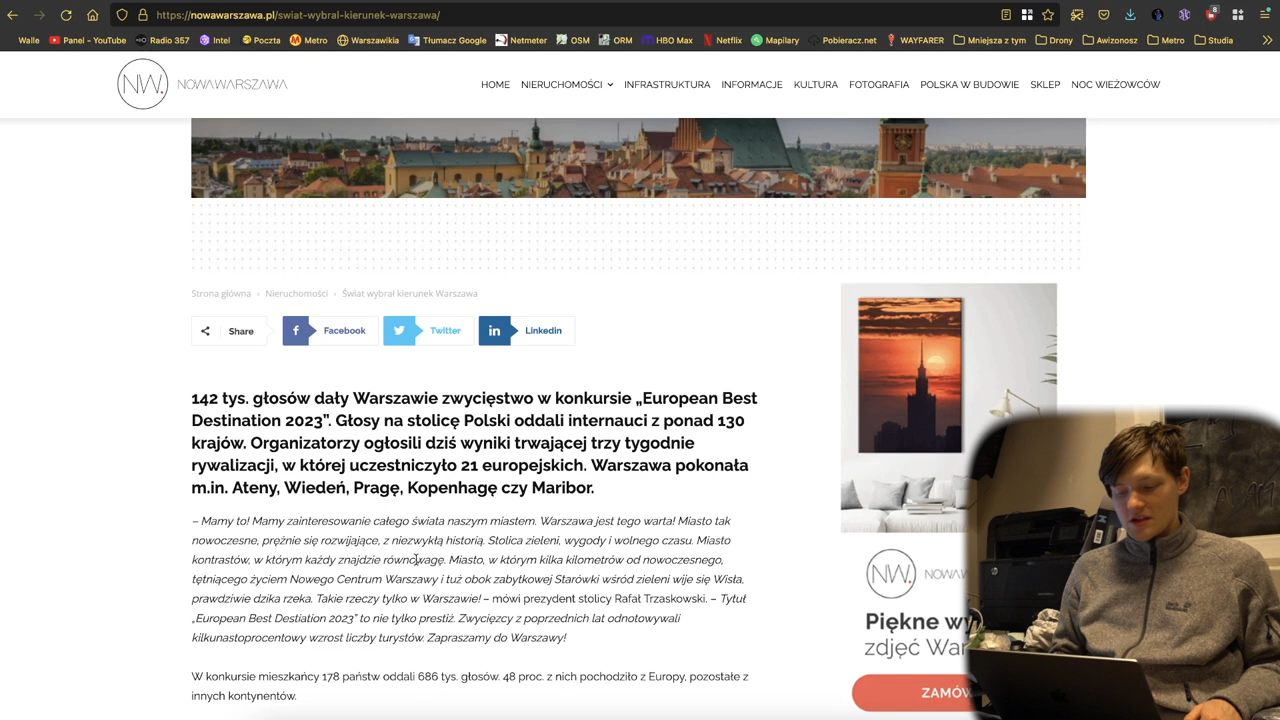 https://nowawarszawa.pl/swiat-wybral-kierunek-warszawa/
8
Walle Panel - YouTube Radio 357 Intel Poczta Metro Warszawikia Tłumacz Google Netmeter OSM ORM HBO Max Netflix Mapilary Pobieracz.net WAYFARER Mniejsza z tym Drony Awizonosz Metro Studia
NW. NOWAWARSZAWA
HOME NIERUCHOMOŚCI INFRASTRUKTURA INFORMACJE KULTURA FOTOGRAFIA POLSKA W BUDOWIE SKLEP NOC WIEŻOWCÓW
Strona główna › Nieruchomości › Świat wybrał kierunek Warszawa
Share Facebook Twitter Linkedin
142 tys. głosów dały Warszawie zwycięstwo w konkursie „European Best
Destination 2023”. Głosy na stolicę Polski oddali internauci z ponad 130
krajów. Organizatorzy ogłosili dziś wyniki trwającej trzy tygodnie
rywalizacji, w której uczestniczyło 21 europejskich. Warszawa pokonała
m.in. Ateny, Wiedeń, Pragę, Kopenhagę czy Maribor.
– Mamy to! Mamy zainteresowanie całego świata naszym miastem. Warszawa jest tego warta! Miasto tak
nowoczesne, prężnie się rozwijające, z niezwykłą historią. Stolica zieleni, wygody i wolnego czasu. Miasto
kontrastów, w którym każdy znajdzie równowagę. Miasto, w którym kilka kilometrów od nowoczesnego,
tętniącego życiem Nowego Centrum Warszawy i tuż obok zabytkowej Starówki wśród zieleni wije się Wisła,
prawdziwie dzika rzeka. Takie rzeczy tylko w Warszawie! – mówi prezydent stolicy Rafał Trzaskowski. – Tytuł
„European Best Destiation 2023” to nie tylko prestiż. Zwycięzcy z poprzednich lat odnotowywali
kilkunastoprocentowy wzrost liczby turystów. Zapraszamy do Warszawy!
W konkursie mieszkańcy 178 państw oddali 686 tys. głosów. 48 proc. z nich pochodziło z Europy, pozostałe z
innych kontynentów.
NW. NOWAW
Piękne wy
zdjęć War
ZAMÓW